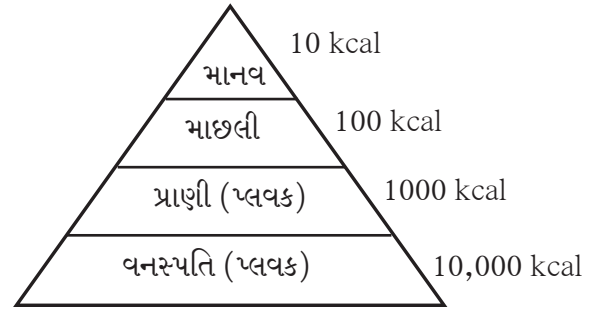 10 kcal
માનવ
માછલી
100 kcal
પ્રાણી (પ્લવક)
1000 kcal
વનસ્પતિ (પ્લવક)
10,000 kcal